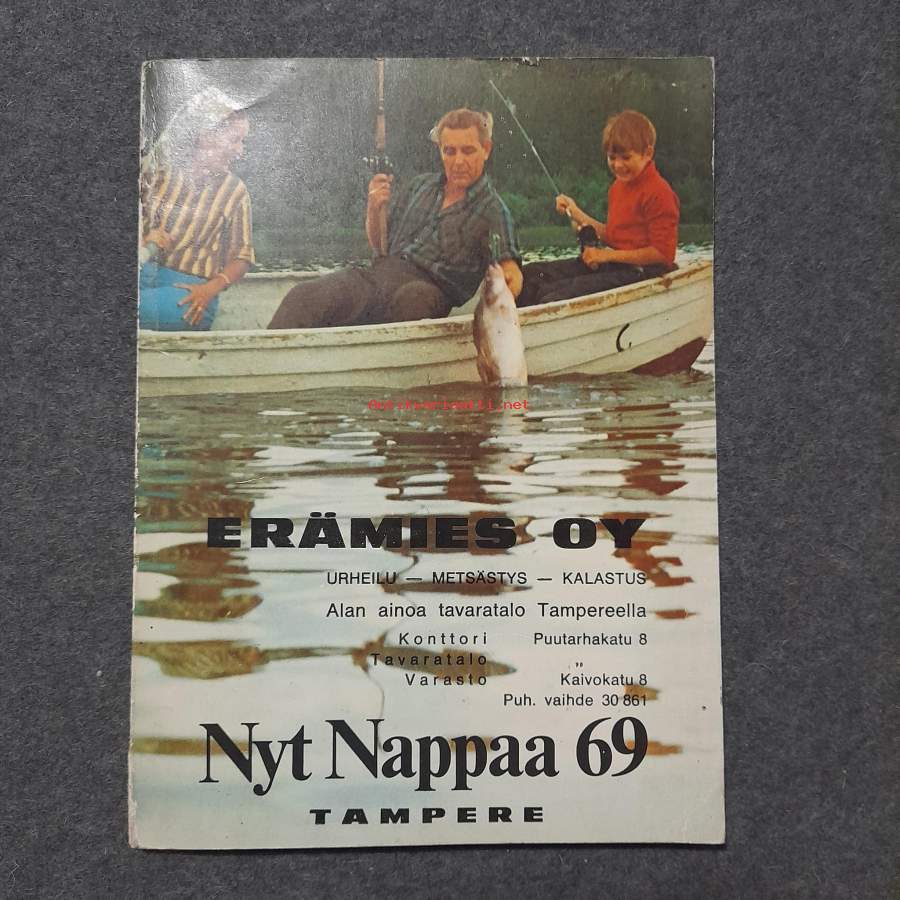 antikvariaatti.net
ERÄMIES OY
URHEILU — METSÄSTYS — KALASTUS
Alan ainoa tavaratalo Tampereella
Konttori Puutarhakatu 8
Tavaratalo „
Varasto Kaivokatu 8
Puh. vaihde 30 861
Nyt Nappaa 69
TAMPERE